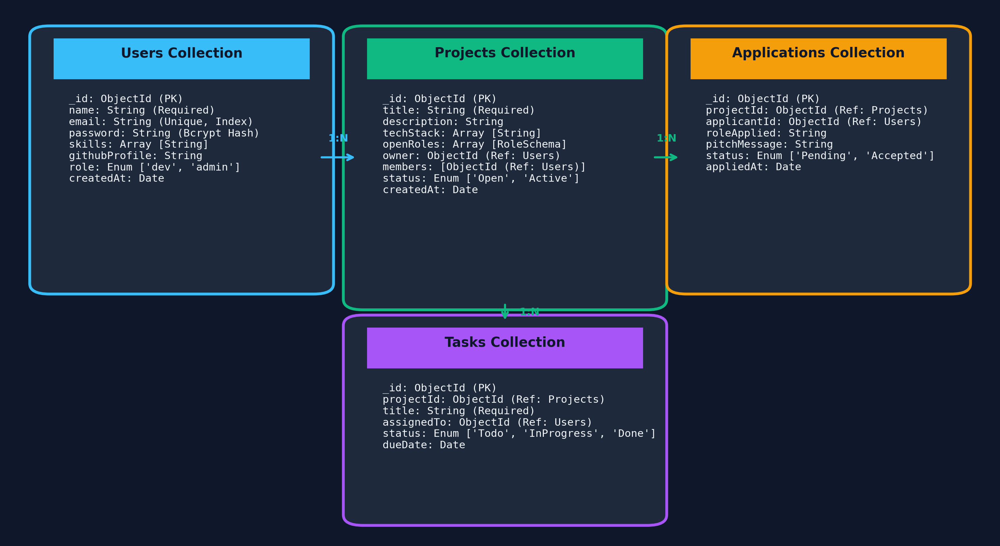 Users Collection
_id: ObjectId (PK)
name: String (Required)
email: String (Unique, Index)
password: String (Bcrypt Hash)
skills: Array [String]
githubProfile: String
role: Enum ['dev', 'admin']
createdAt: Date
1:N
Projects Collection
_id: ObjectId (PK)
title: String (Required)
description: String
techStack: Array [String]
openRoles: Array [RoleSchema]
owner: ObjectId (Ref: Users)
members: [ObjectId (Ref: Users)]
status: Enum ['Open', 'Active']
createdAt: Date
1:N
Applications Collection
_id: ObjectId (PK)
projectId: ObjectId (Ref: Projects)
applicantId: ObjectId (Ref: Users)
roleApplied: String
pitchMessage: String
status: Enum ['Pending', 'Accepted']
appliedAt: Date
1:N
Tasks Collection
_id: ObjectId (PK)
projectId: ObjectId (Ref: Projects)
title: String (Required)
assignedTo: ObjectId (Ref: Users)
status: Enum ['Todo', 'InProgress', 'Done']
dueDate: Date